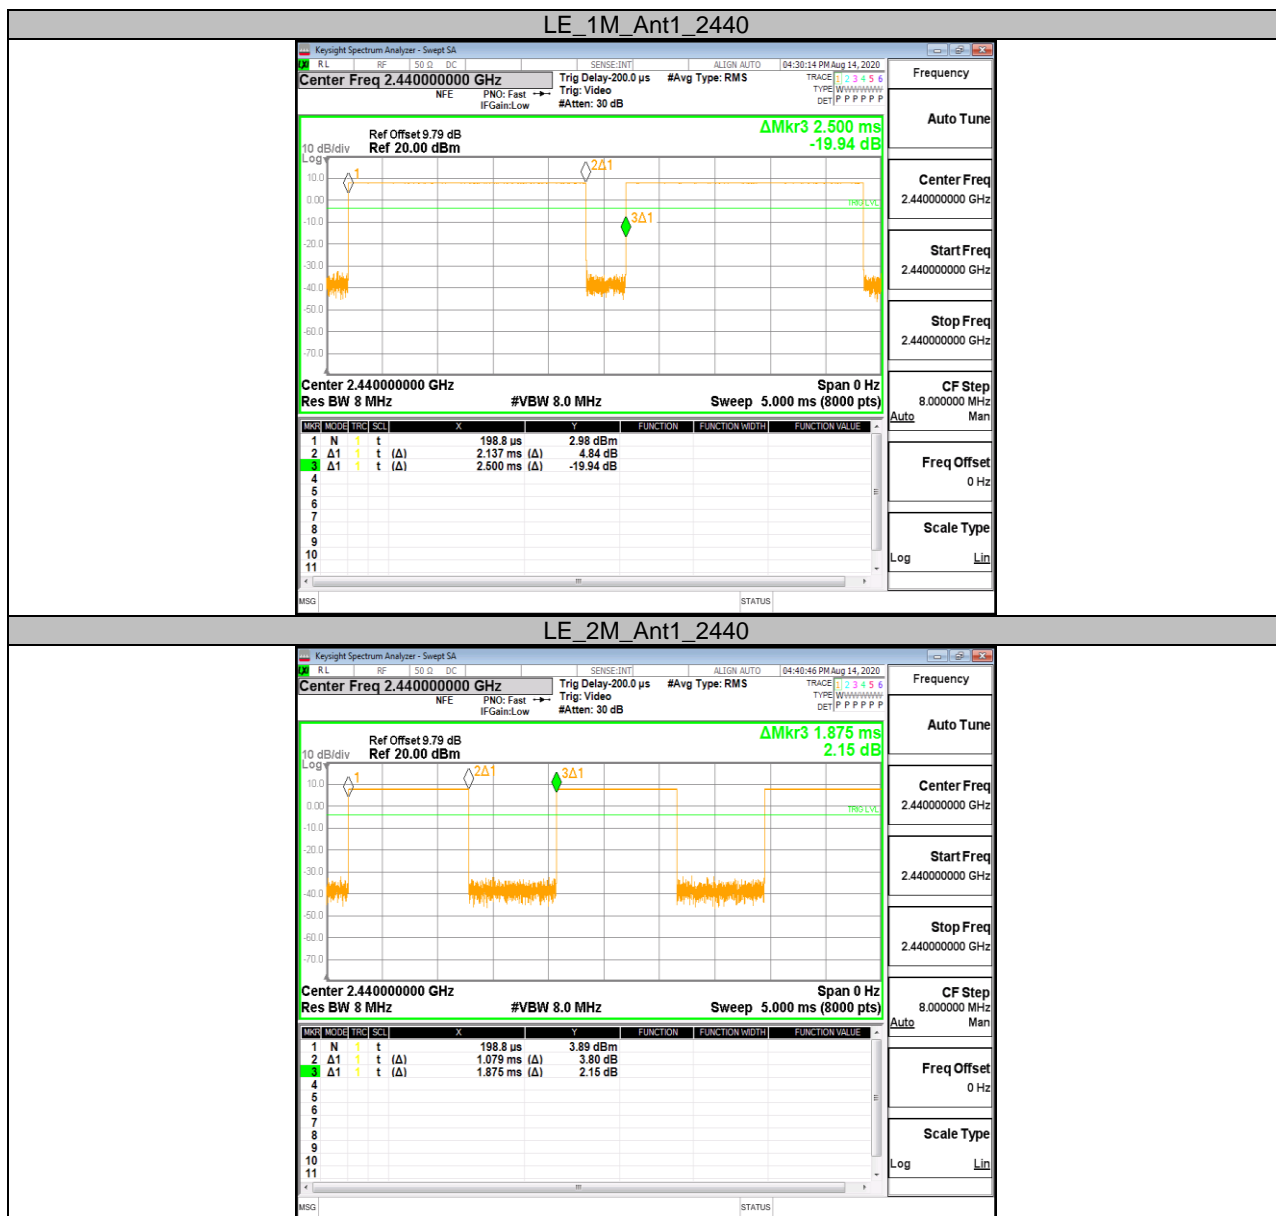 LE_1M_Ant1_2440
Keysight Spectrum Analyzer - Swept SA
RL RF 50 Ω DC SENSE:INT ALIGN AUTO 04:30:14 PM Aug 14, 2020
Center Freq 2.440000000 GHz
NFE PNO: Fast IFGain:Low
Trig Delay-200.0 µs #Avg Type: RMS
Trig: Video
#Atten: 30 dB
TRACE 1 2 3 4 5 6
TYPE
DET P P P P P P
Frequency
Ref Offset 9.79 dB
10 dB/div Ref 20.00 dBm
ΔMkr3 2.500 ms
-19.94 dB
Log
10.0
0.00
-10.0
-20.0
-30.0
-40.0
-50.0
-60.0
-70.0
1
2Δ1
3Δ1
TRIG LVL
Center 2.440000000 GHz Span 0 Hz
Res BW 8 MHz #VBW 8.0 MHz Sweep 5.000 ms (8000 pts)
MKR MODE TRC SCL X Y FUNCTION FUNCTION WIDTH FUNCTION VALUE
1 N 1 t 198.8 µs 2.98 dBm
2 Δ1 1 t (Δ) 2.137 ms (Δ) 4.84 dB
3 Δ1 1 t (Δ) 2.500 ms (Δ) -19.94 dB
4
5
6
7
8
9
10
11
MSG STATUS
Auto Tune
Center Freq
2.440000000 GHz
Start Freq
2.440000000 GHz
Stop Freq
2.440000000 GHz
CF Step
8.000000 MHz
Auto Man
Freq Offset
0 Hz
Scale Type
Log Lin
LE_2M_Ant1_2440
Keysight Spectrum Analyzer - Swept SA
RL RF 50 Ω DC SENSE:INT ALIGN AUTO 04:40:46 PM Aug 14, 2020
Center Freq 2.440000000 GHz
NFE PNO: Fast IFGain:Low
Trig Delay-200.0 µs #Avg Type: RMS
Trig: Video
#Atten: 30 dB
TRACE 1 2 3 4 5 6
TYPE
DET P P P P P P
Frequency
Ref Offset 9.79 dB
10 dB/div Ref 20.00 dBm
ΔMkr3 1.875 ms
2.15 dB
Log
10.0
0.00
-10.0
-20.0
-30.0
-40.0
-50.0
-60.0
-70.0
1
2Δ1
3Δ1
TRIG LVL
Center 2.440000000 GHz Span 0 Hz
Res BW 8 MHz #VBW 8.0 MHz Sweep 5.000 ms (8000 pts)
MKR MODE TRC SCL X Y FUNCTION FUNCTION WIDTH FUNCTION VALUE
1 N 1 t 198.8 µs 3.89 dBm
2 Δ1 1 t (Δ) 1.079 ms (Δ) 3.80 dB
3 Δ1 1 t (Δ) 1.875 ms (Δ) 2.15 dB
4
5
6
7
8
9
10
11
MSG STATUS
Auto Tune
Center Freq
2.440000000 GHz
Start Freq
2.440000000 GHz
Stop Freq
2.440000000 GHz
CF Step
8.000000 MHz
Auto Man
Freq Offset
0 Hz
Scale Type
Log Lin